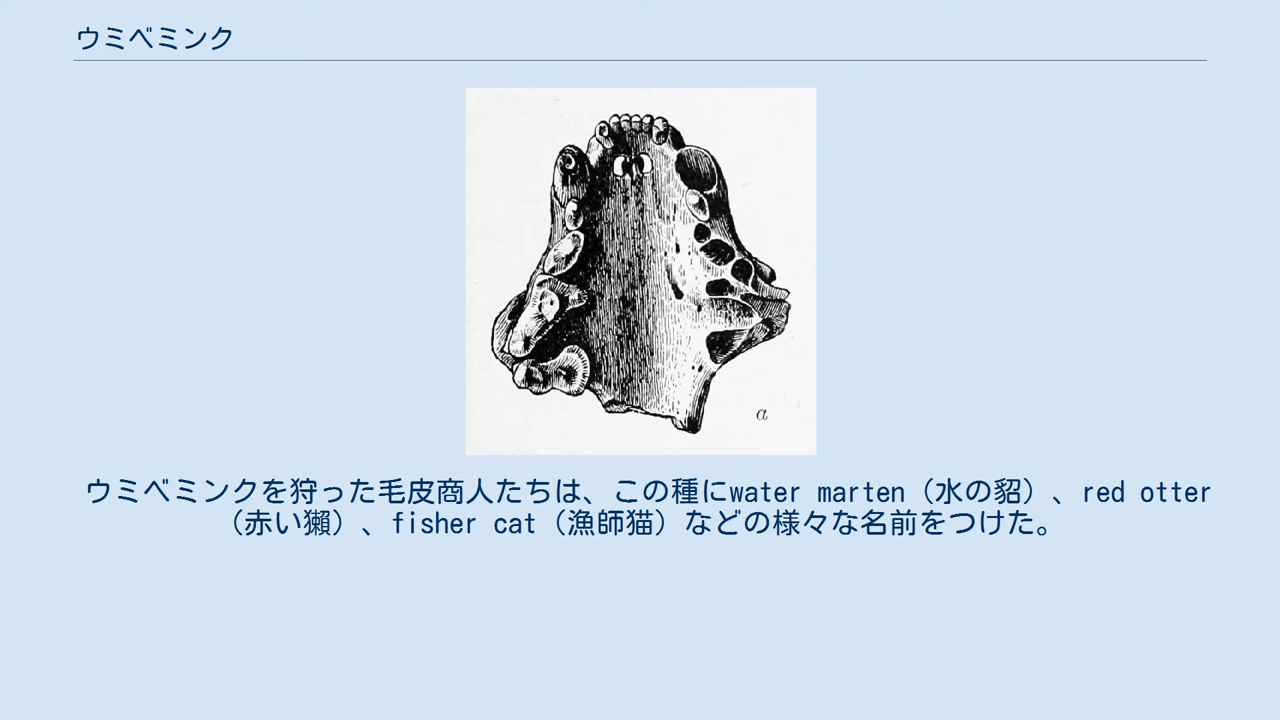 ウミベミンク
a
ウミベミンクを狩った毛皮商人たちは、この種にwater marten（水の貂）、red otter
（赤い獺）、fisher cat（漁師猫）などの様々な名前をつけた。